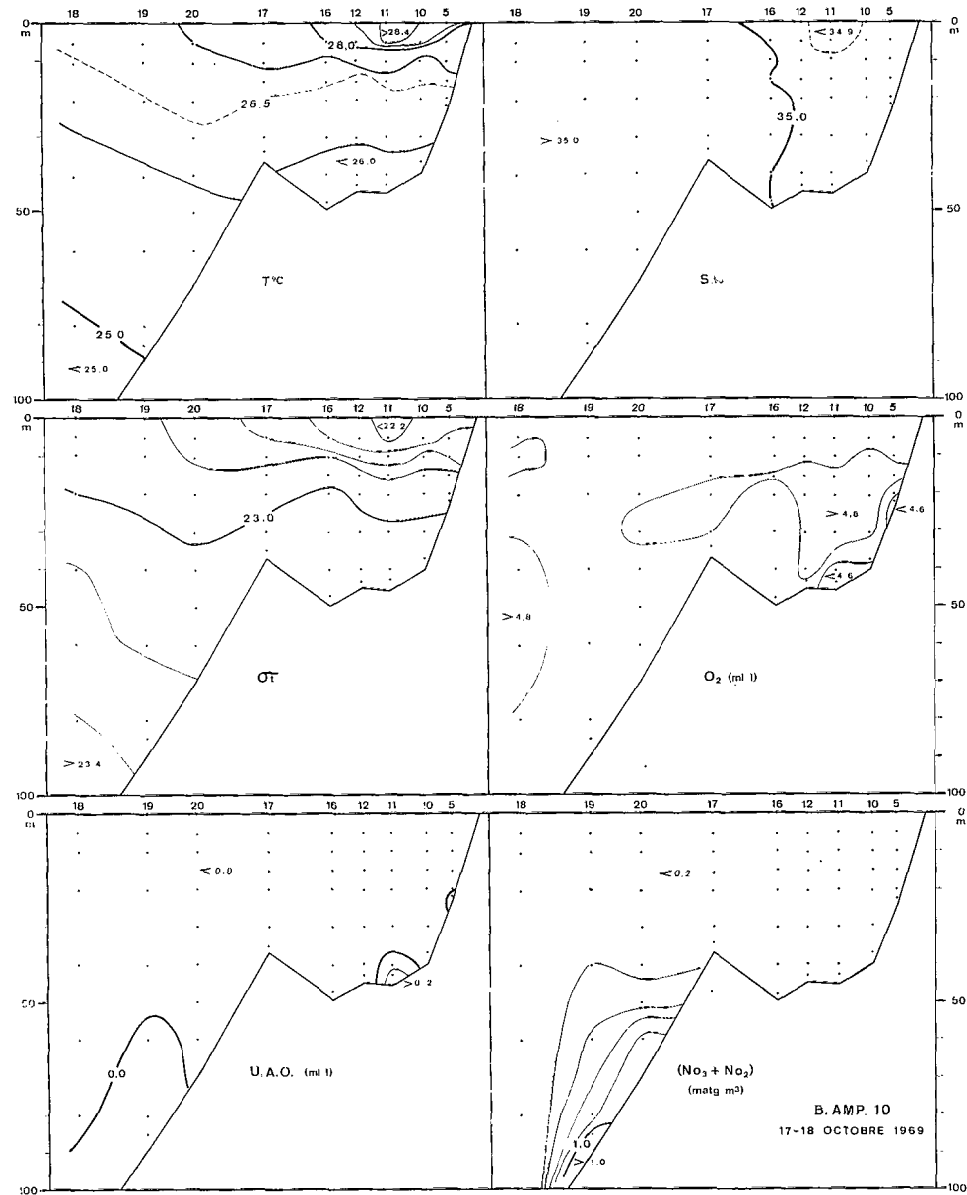 18 19 20 17 16 12 11 10 5
0
m
>28.4
28.0
26.5
<26.0
50
T°C
25.0
<25.0
100
18 19 20 17 16 12 11 10 5
0
m
<34.9
35.0
>35.0
50
100
18 19 20 17 16 12 11 10 5
0
m
<22.2
23.0
50
σt
>23.4
100
18 19 20 17 16 12 11 10 5
0
m
>4,8
<4.6
<4.6
>4,8
50
O2 (ml l)
100
18 19 20 17 16 12 11 10 5
0
m
<0.0
>0.2
50
0.0
U.A.O. (ml l)
100
18 19 20 17 16 12 11 10 5
0
m
<0.2
50
(No3 + No2)
(matg m3)
1.0
>1.0
B. AMP. 10
17-18 OCTOBRE 1969
100